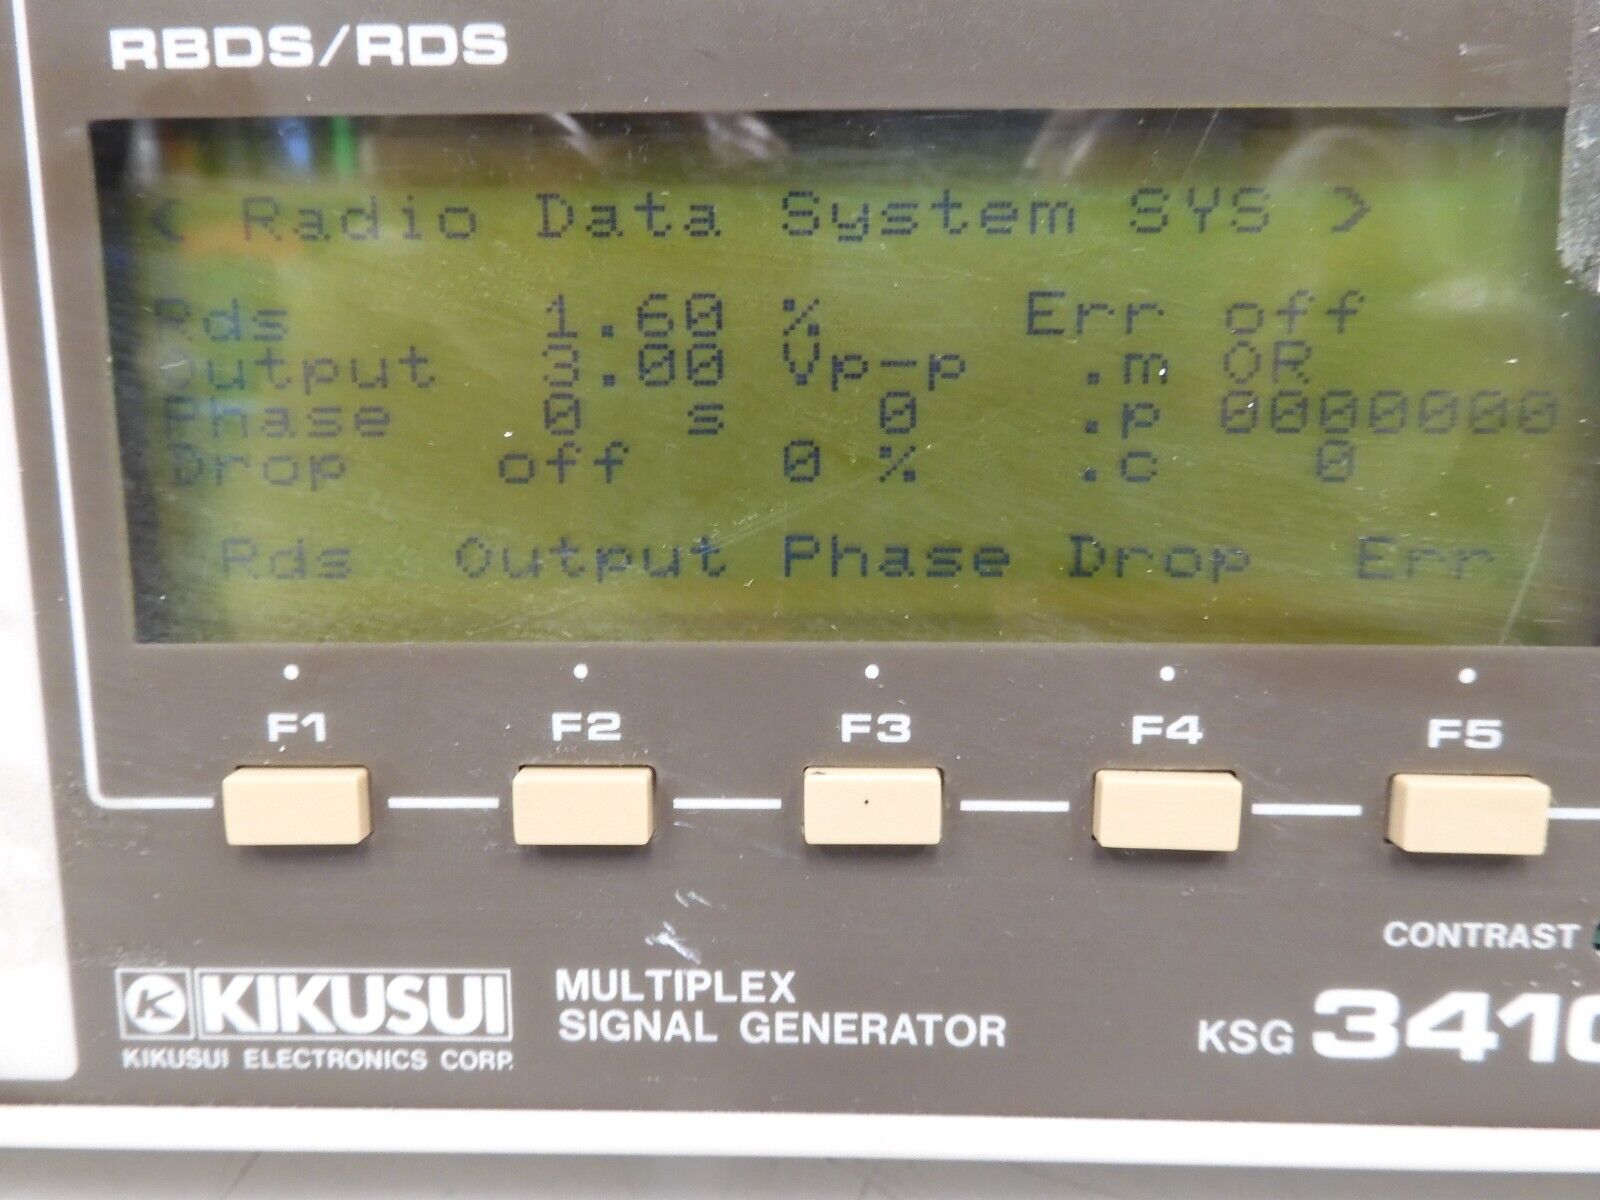 RBDS/RDS
< Radio Data System SYS >
Rds 1.60 % Err off
Output 3.00 Vp-p .m OR
Phase 0 s 0 .p 0000000
Drop off 0 % .c 0
Rds Output Phase Drop Err
F1 F2 F3 F4 F5
CONTRAST
K KIKUSUI
KIKUSUI ELECTRONICS CORP.
MULTIPLEX
SIGNAL GENERATOR
KSG 3410